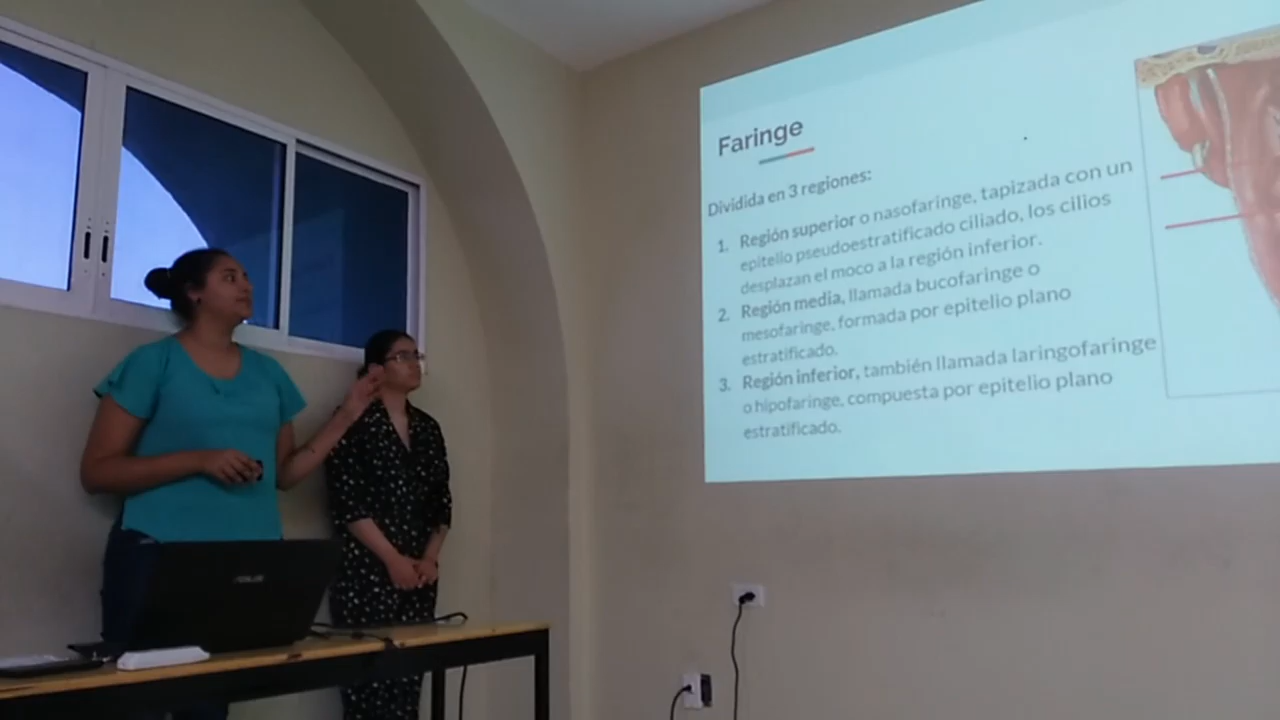 Faringe
Dividida en 3 regiones:
1. Región superior o nasofaringe, tapizada con un
epitelio pseudoestratificado ciliado, los cilios
desplazan el moco a la región inferior.
2. Región media, llamada bucofaringe o
mesofaringe, formada por epitelio plano
estratificado.
3. Región inferior, también llamada laringofaringe
o hipofaringe, compuesta por epitelio plano
estratificado.
ASUS